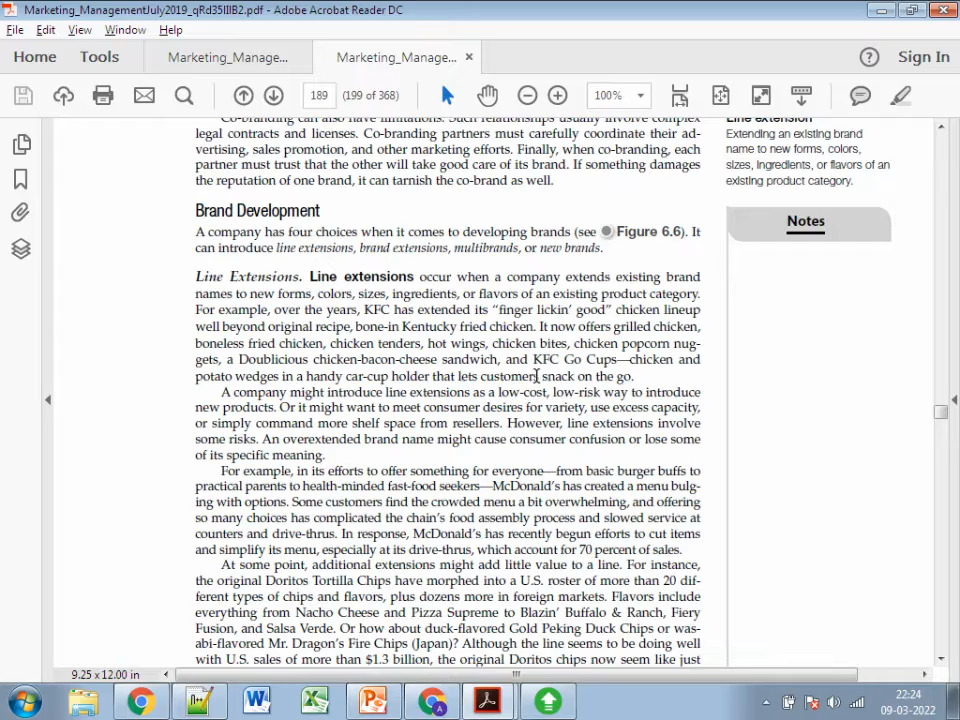 Marketing_ManagementJuly2019_qRd35IIIB2.pdf - Adobe Acrobat Reader DC
File Edit View Window Help
Home Tools Marketing_Manage... Marketing_Manage... × Sign In
189 (199 of 368) 100%
Co-branding can also have limitations. Such relationships usually involve complex
legal contracts and licenses. Co-branding partners must carefully coordinate their ad-
vertising, sales promotion, and other marketing efforts. Finally, when co-branding, each
partner must trust that the other will take good care of its brand. If something damages
the reputation of one brand, it can tarnish the co-brand as well.
Brand Development
A company has four choices when it comes to developing brands (see Figure 6.6). It
can introduce line extensions, brand extensions, multibrands, or new brands.
Line Extensions. Line extensions occur when a company extends existing brand
names to new forms, colors, sizes, ingredients, or flavors of an existing product category.
For example, over the years, KFC has extended its “finger lickin’ good” chicken lineup
well beyond original recipe, bone-in Kentucky fried chicken. It now offers grilled chicken,
boneless fried chicken, chicken tenders, hot wings, chicken bites, chicken popcorn nug-
gets, a Doublicious chicken-bacon-cheese sandwich, and KFC Go Cups—chicken and
potato wedges in a handy car-cup holder that lets customers snack on the go.
A company might introduce line extensions as a low-cost, low-risk way to introduce
new products. Or it might want to meet consumer desires for variety, use excess capacity,
or simply command more shelf space from resellers. However, line extensions involve
some risks. An overextended brand name might cause consumer confusion or lose some
of its specific meaning.
For example, in its efforts to offer something for everyone—from basic burger buffs to
practical parents to health-minded fast-food seekers—McDonald’s has created a menu bulg-
ing with options. Some customers find the crowded menu a bit overwhelming, and offering
so many choices has complicated the chain’s food assembly process and slowed service at
counters and drive-thrus. In response, McDonald’s has recently begun efforts to cut items
and simplify its menu, especially at its drive-thrus, which account for 70 percent of sales.
At some point, additional extensions might add little value to a line. For instance,
the original Doritos Tortilla Chips have morphed into a U.S. roster of more than 20 dif-
ferent types of chips and flavors, plus dozens more in foreign markets. Flavors include
everything from Nacho Cheese and Pizza Supreme to Blazin’ Buffalo & Ranch, Fiery
Fusion, and Salsa Verde. Or how about duck-flavored Gold Peking Duck Chips or was-
abi-flavored Mr. Dragon’s Fire Chips (Japan)? Although the line seems to be doing well
with U.S. sales of more than $1.3 billion, the original Doritos chips now seem like just
Line extension
Extending an existing brand
name to new forms, colors,
sizes, ingredients, or flavors of an
existing product category.
Notes
9.25 x 12.00 in
22:24
09-03-2022